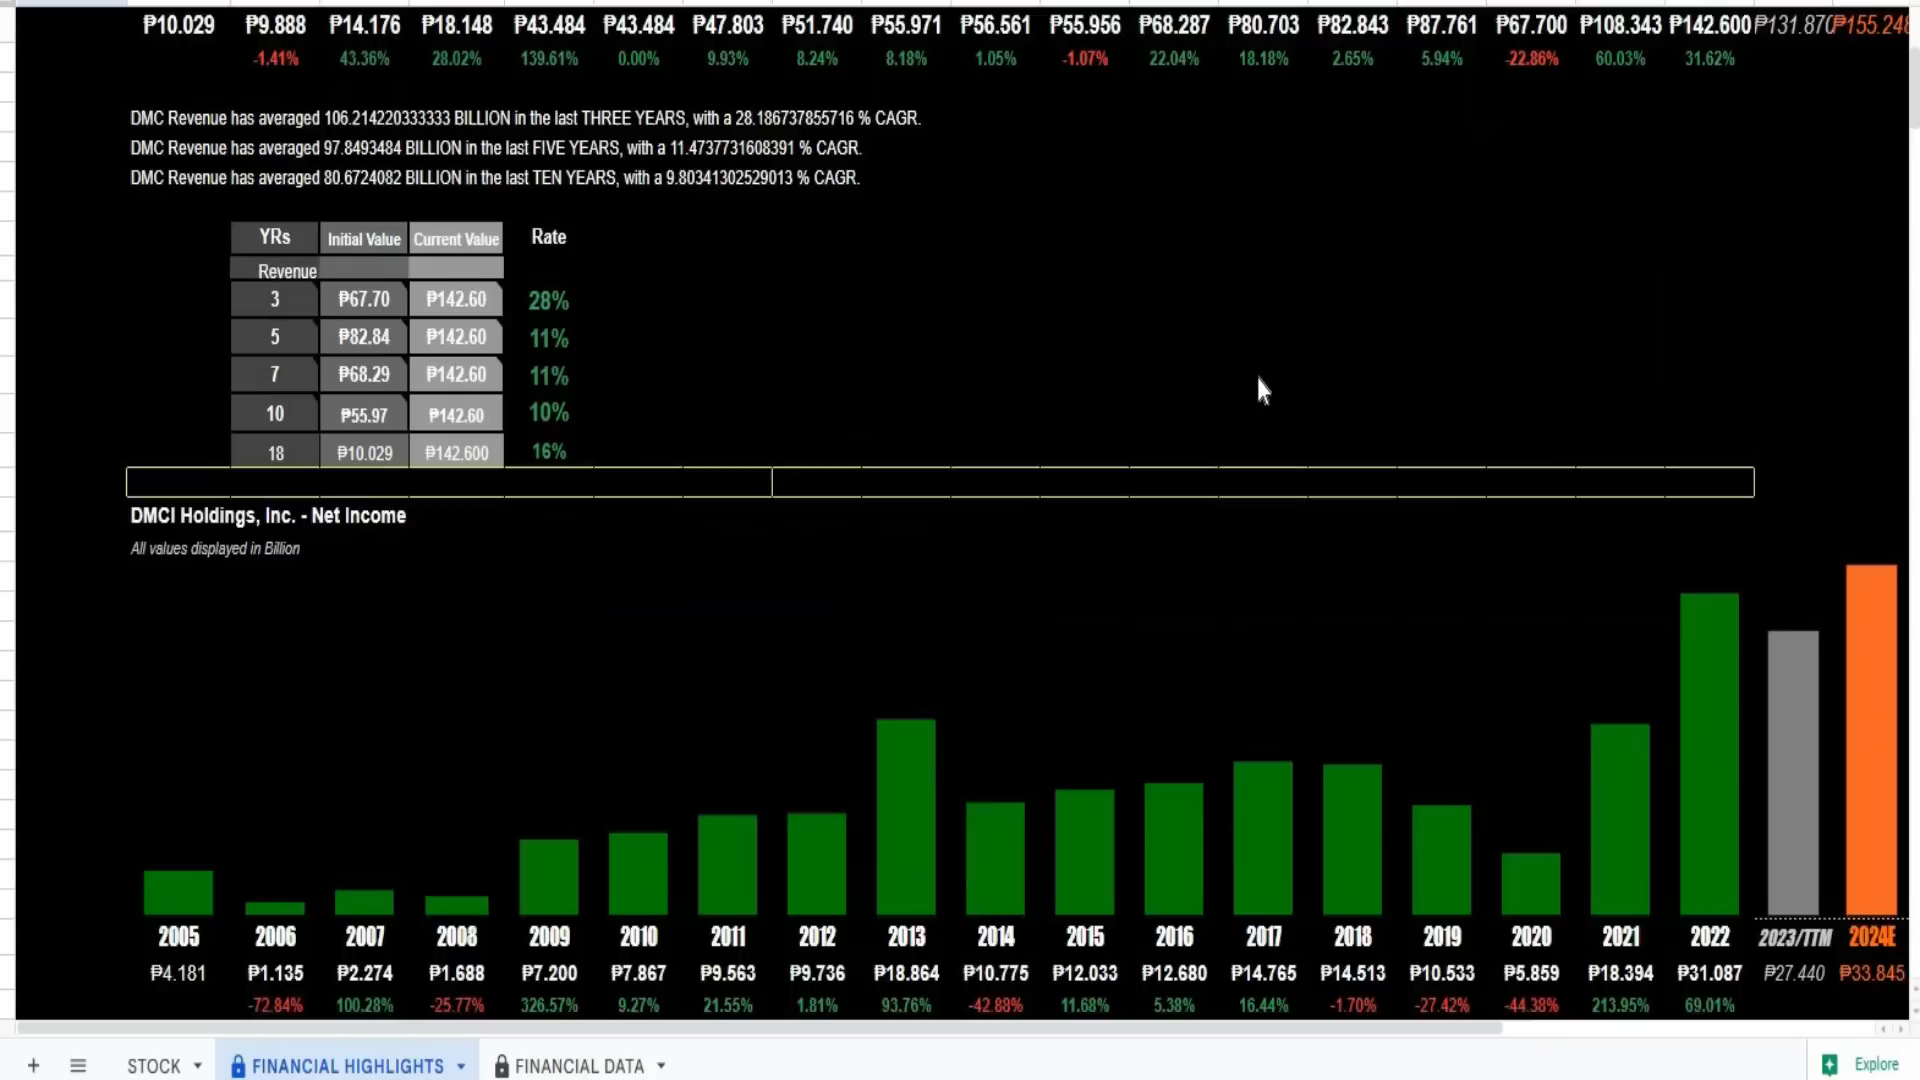 ₱10.029 ₱9.888 ₱14.176 ₱18.148 ₱43.484 ₱43.484 ₱47.803 ₱51.740 ₱55.971 ₱56.561 ₱55.956 ₱68.287 ₱80.703 ₱82.843 ₱87.761 ₱67.700 ₱108.343 ₱142.600 ₱131.870 ₱155.248
-1.41% 43.36% 28.02% 139.61% 0.00% 9.93% 8.24% 8.18% 1.05% -1.07% 22.04% 18.18% 2.65% 5.94% -22.86% 60.03% 31.62%
DMC Revenue has averaged 106.214220333333 BILLION in the last THREE YEARS, with a 28.186737855716 % CAGR.
DMC Revenue has averaged 97.8493484 BILLION in the last FIVE YEARS, with a 11.4737731608391 % CAGR.
DMC Revenue has averaged 80.6724082 BILLION in the last TEN YEARS, with a 9.80341302529013 % CAGR.
YRs Initial Value Current Value Rate
Revenue
3 ₱67.70 ₱142.60 28%
5 ₱82.84 ₱142.60 11%
7 ₱68.29 ₱142.60 11%
10 ₱55.97 ₱142.60 10%
18 ₱10.029 ₱142.600 16%
DMCI Holdings, Inc. - Net Income
All values displayed in Billion
2005 2006 2007 2008 2009 2010 2011 2012 2013 2014 2015 2016 2017 2018 2019 2020 2021 2022 2023/TTM 2024E
₱4.181 ₱1.135 ₱2.274 ₱1.688 ₱7.200 ₱7.867 ₱9.563 ₱9.736 ₱18.864 ₱10.775 ₱12.033 ₱12.680 ₱14.765 ₱14.513 ₱10.533 ₱5.859 ₱18.394 ₱31.087 ₱27.440 ₱33.845
-72.84% 100.28% -25.77% 326.57% 9.27% 21.55% 1.81% 93.76% -42.88% 11.68% 5.38% 16.44% -1.70% -27.42% -44.38% 213.95% 69.01%
STOCK FINANCIAL HIGHLIGHTS FINANCIAL DATA Explore